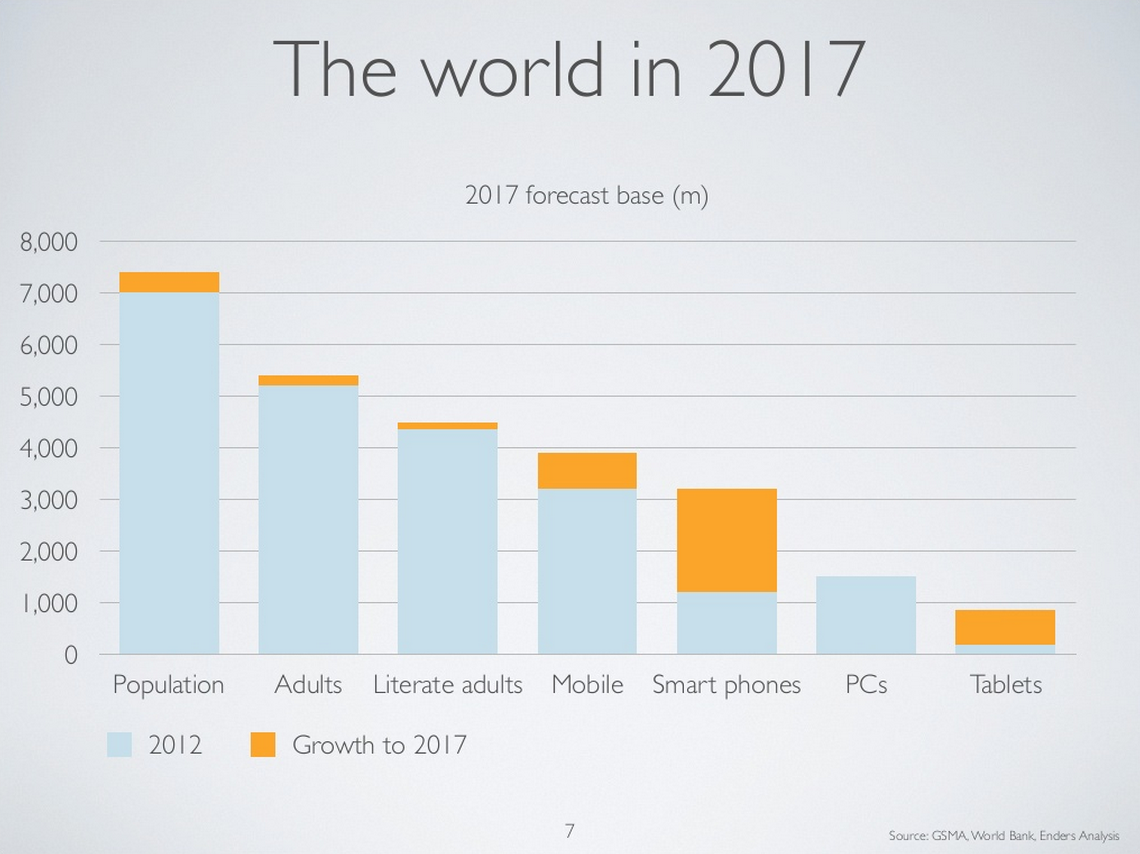 The world in 2017
2017 forecast base (m)
8,000
7,000
6,000
5,000
4,000
3,000
2,000
1,000
0
Population Adults Literate adults Mobile Smart phones PCs Tablets
2012 Growth to 2017
7
Source: GSMA, World Bank, Enders Analysis